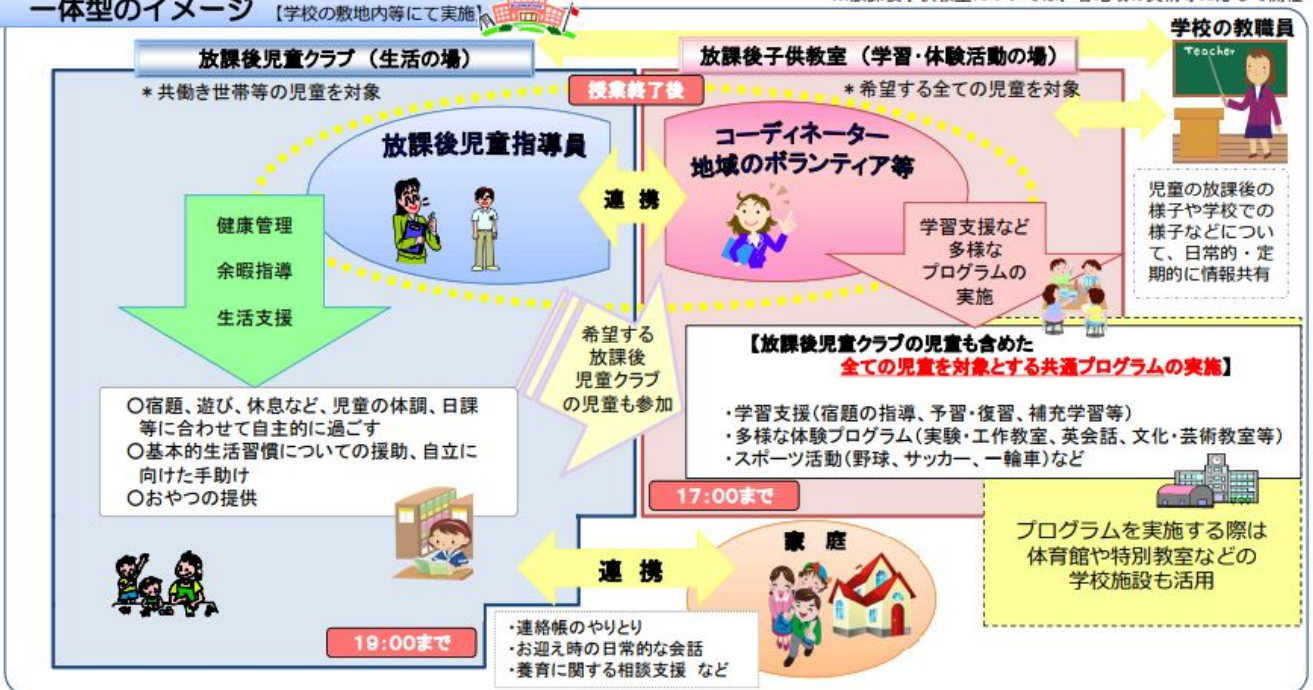 一体型のイメージ 【学校の敷地内等にて実施】
学校の教職員
Teacher
放課後児童クラブ（生活の場）
放課後子供教室（学習・体験活動の場）
＊共働き世帯等の児童を対象
授業終了後
＊希望する全ての児童を対象
放課後児童指導員
連 携
コーディネーター
地域のボランティア等
児童の放課後の
様子や学校での
様子などについ
て、日常的・定
期的に情報共有
健康管理
余暇指導
生活支援
学習支援など
多様な
プログラムの
実施
希望する
放課後
児童クラブ
の児童も参加
【放課後児童クラブの児童も含めた
全ての児童を対象とする共通プログラムの実施】
・学習支援（宿題の指導、予習・復習、補充学習等）
・多様な体験プログラム（実験・工作教室、英会話、文化・芸術教室等）
・スポーツ活動（野球、サッカー、一輪車）など
○宿題、遊び、休息など、児童の体調、日課
等に合わせて自主的に過ごす
○基本的生活習慣についての援助、自立に
向けた手助け
○おやつの提供
17:00まで
プログラムを実施する際は
体育館や特別教室などの
学校施設も活用
家 庭
連 携
19:00まで
・連絡帳のやりとり
・お迎え時の日常的な会話
・養育に関する相談支援 など